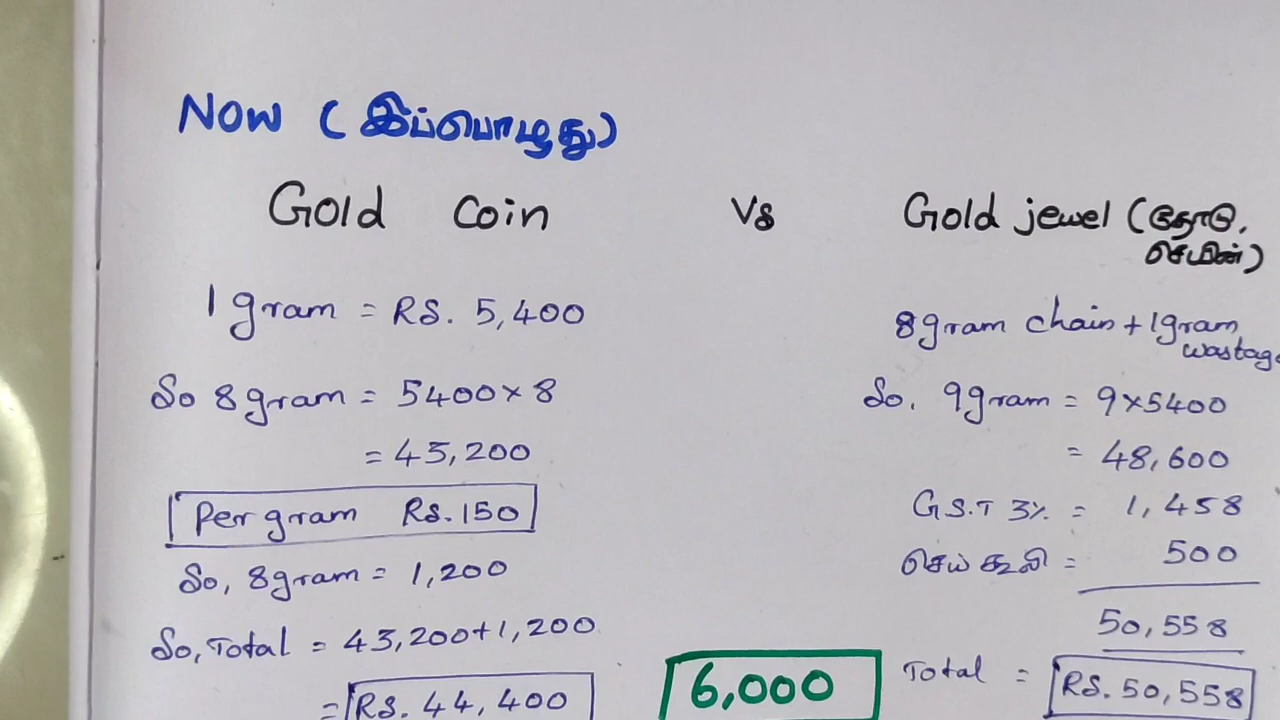 Now (இப்பொழுது)
Gold coin Vs Gold jewel (தோடு,
செயின்)
1 gram = RS. 5,400
So 8 gram = 5400 x 8
= 43,200
Per gram RS. 150
So, 8 gram = 1,200
So, Total = 43,200 + 1,200
= RS. 44,400
6,000
8 gram chain + 1 gram
wastage
So, 9 gram = 9 x 5400
= 48,600
G.S.T 3% = 1,458
செய் கூலி = 500
50,558
Total = RS. 50,558